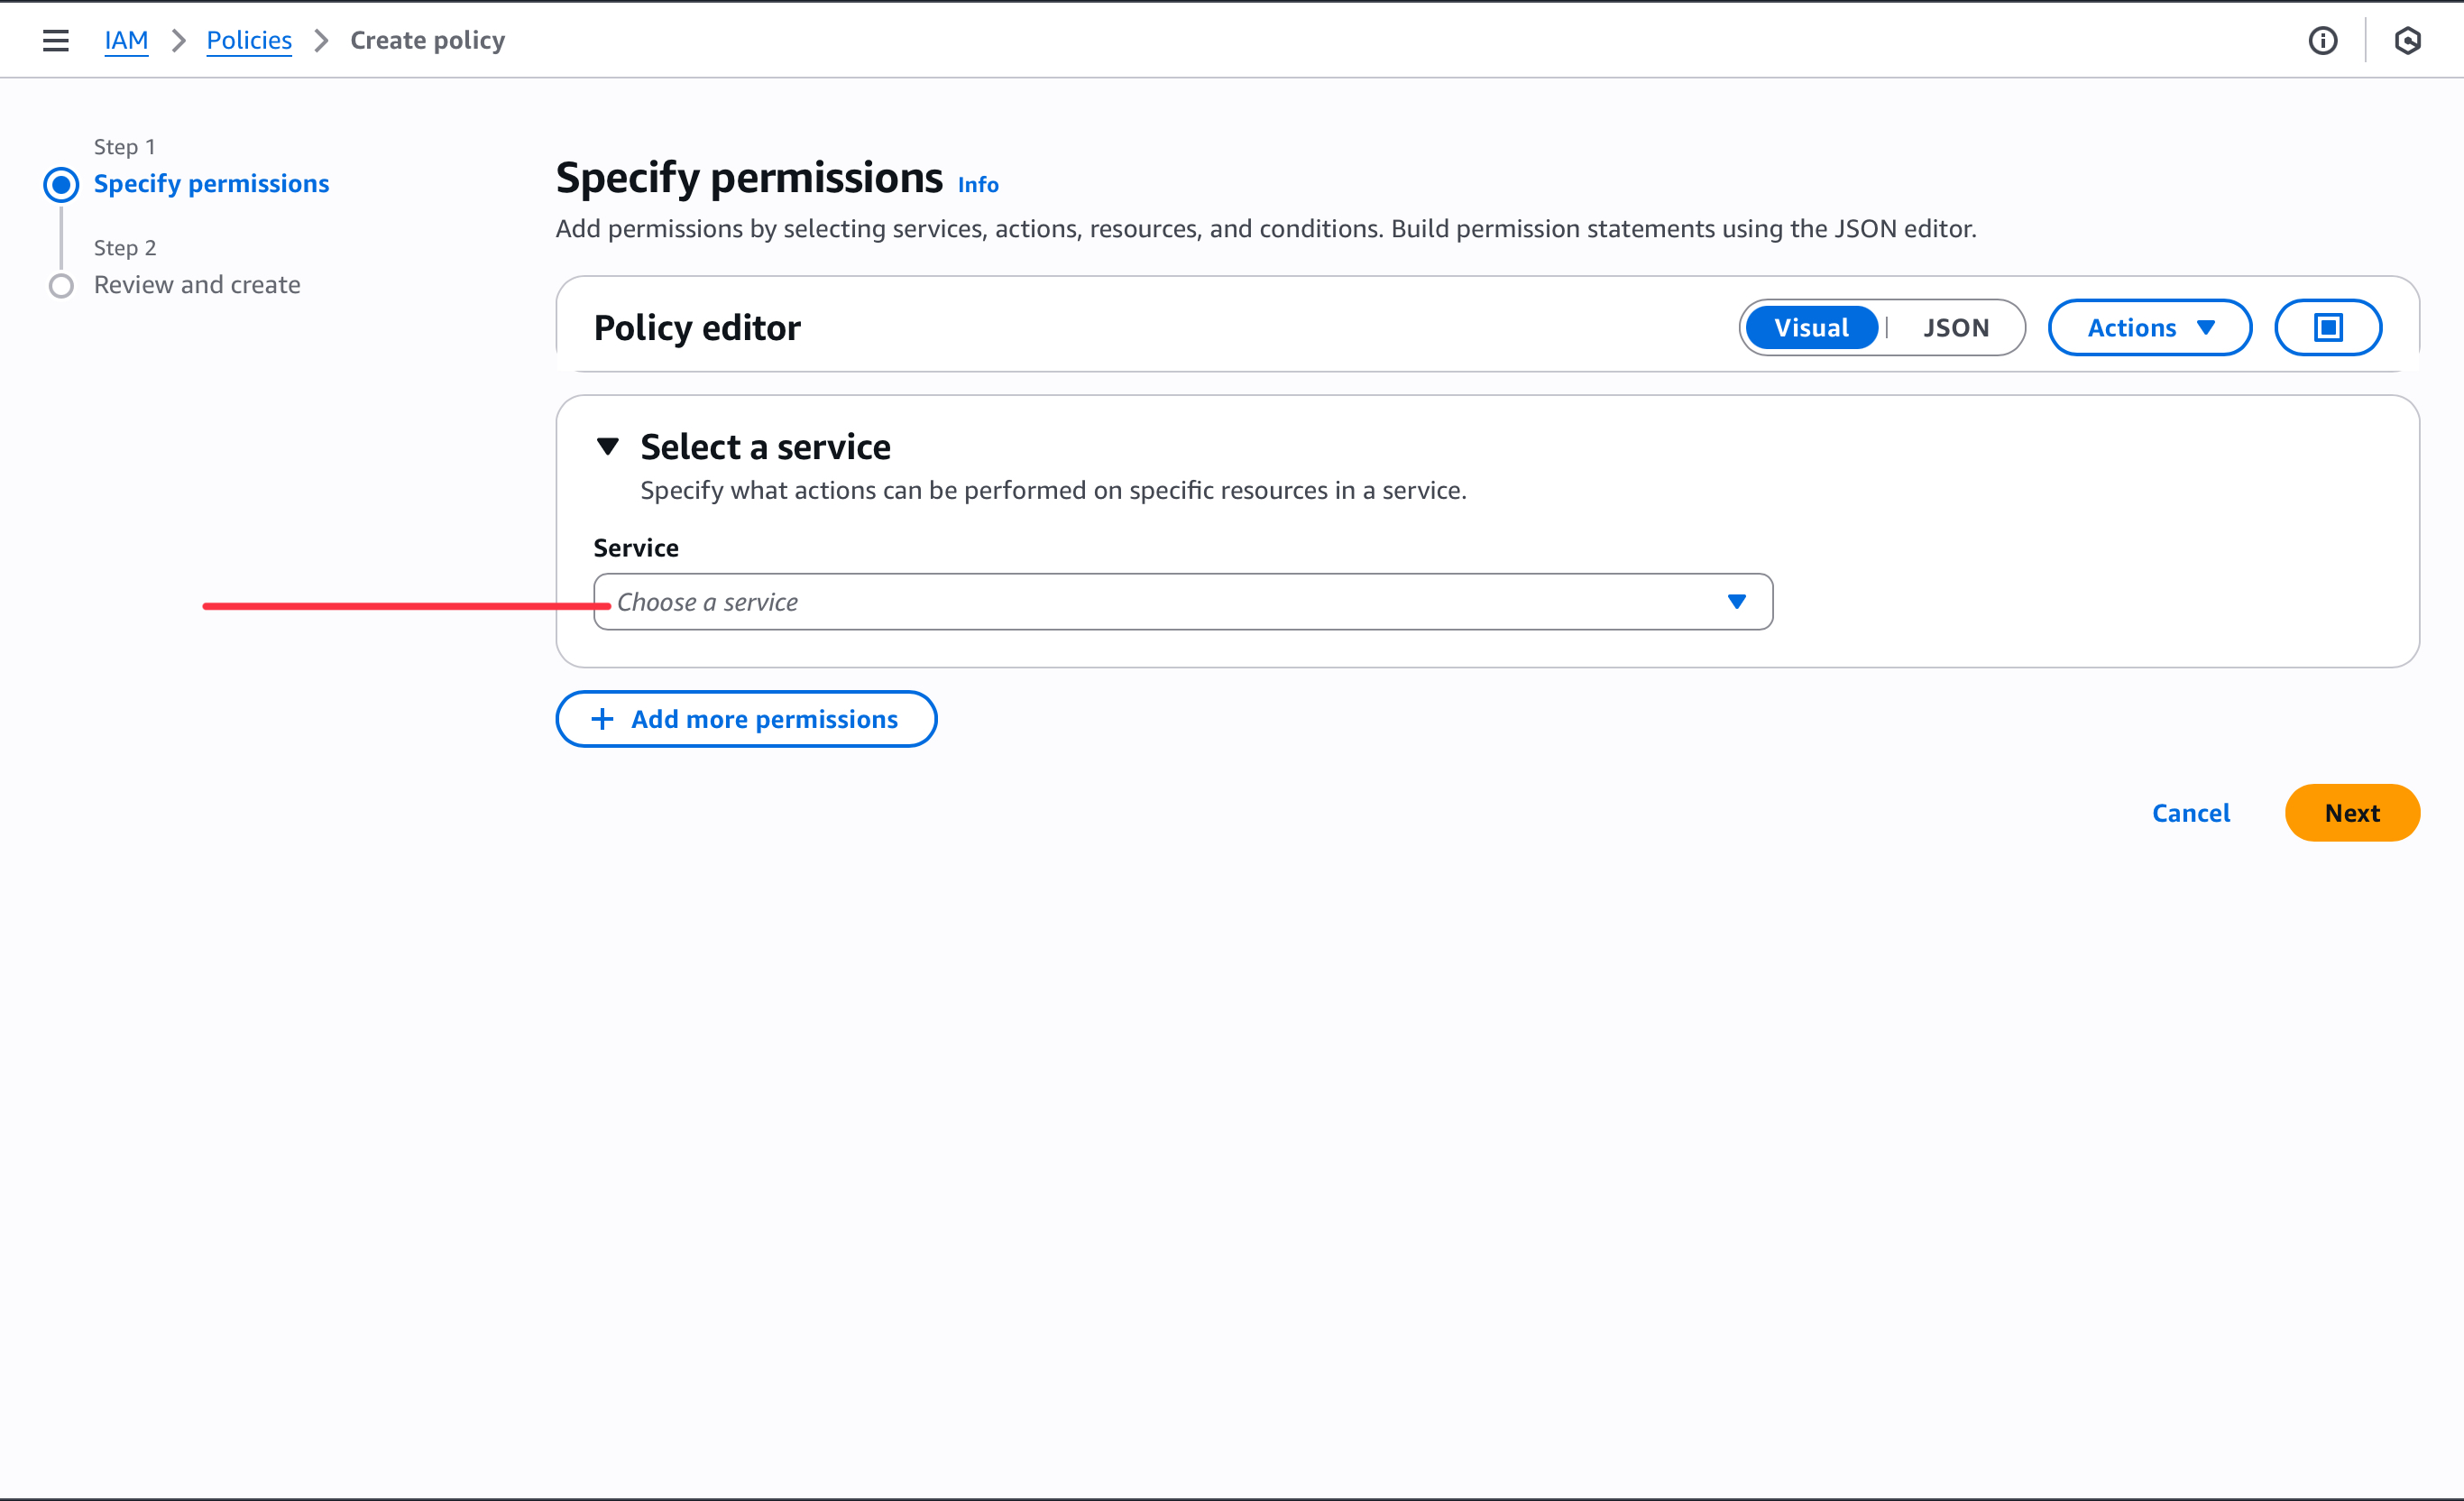 IAM > Policies > Create policy
Step 1
Specify permissions
Step 2
Review and create
Specify permissions Info
Add permissions by selecting services, actions, resources, and conditions. Build permission statements using the JSON editor.
Policy editor
Visual | JSON
Actions
Select a service
Specify what actions can be performed on specific resources in a service.
Service
Choose a service
+ Add more permissions
Cancel
Next